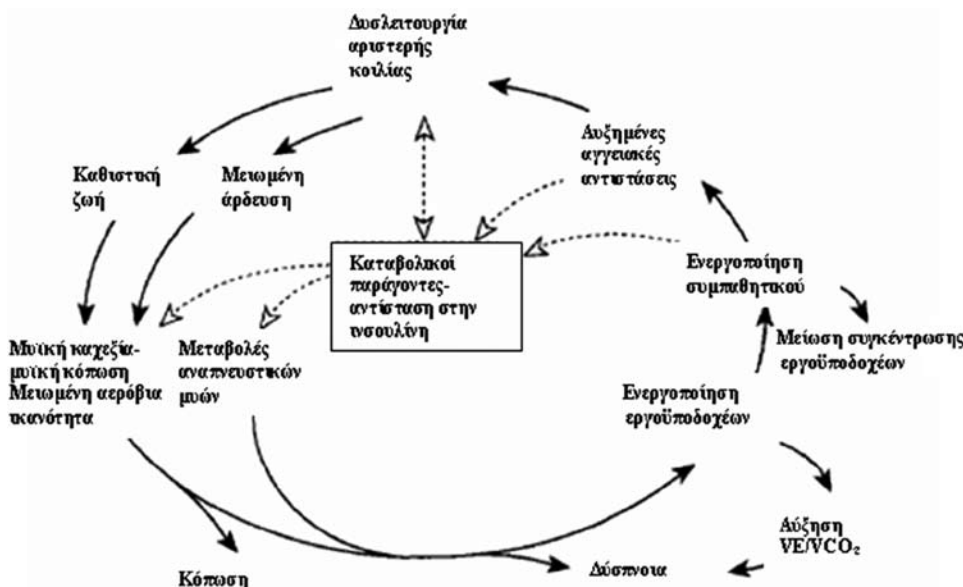 Δυσλειτουργία
αριστερής
κοιλίας
Αυξημένες
αγγειακές
αντιστάσεις
Καθιστική
ζωή
Μειωμένη
άρδευση
Καταβολικοί
παράγοντες-
αντίσταση στην
ινσουλίνη
Ενεργοποίηση
συμπαθητικού
Μείωση συγκέντρωσης
εργοϋποδοχέων
Μυϊκή καχεξία-
μυϊκή κόπωση
Μειωμένη αερόβια
ικανότητα
Μεταβολές
αναπνευστικών
μυών
Ενεργοποίηση
εργοϋποδοχέων
Αύξηση
VE/VCO₂
Κόπωση
Δύσπνοια